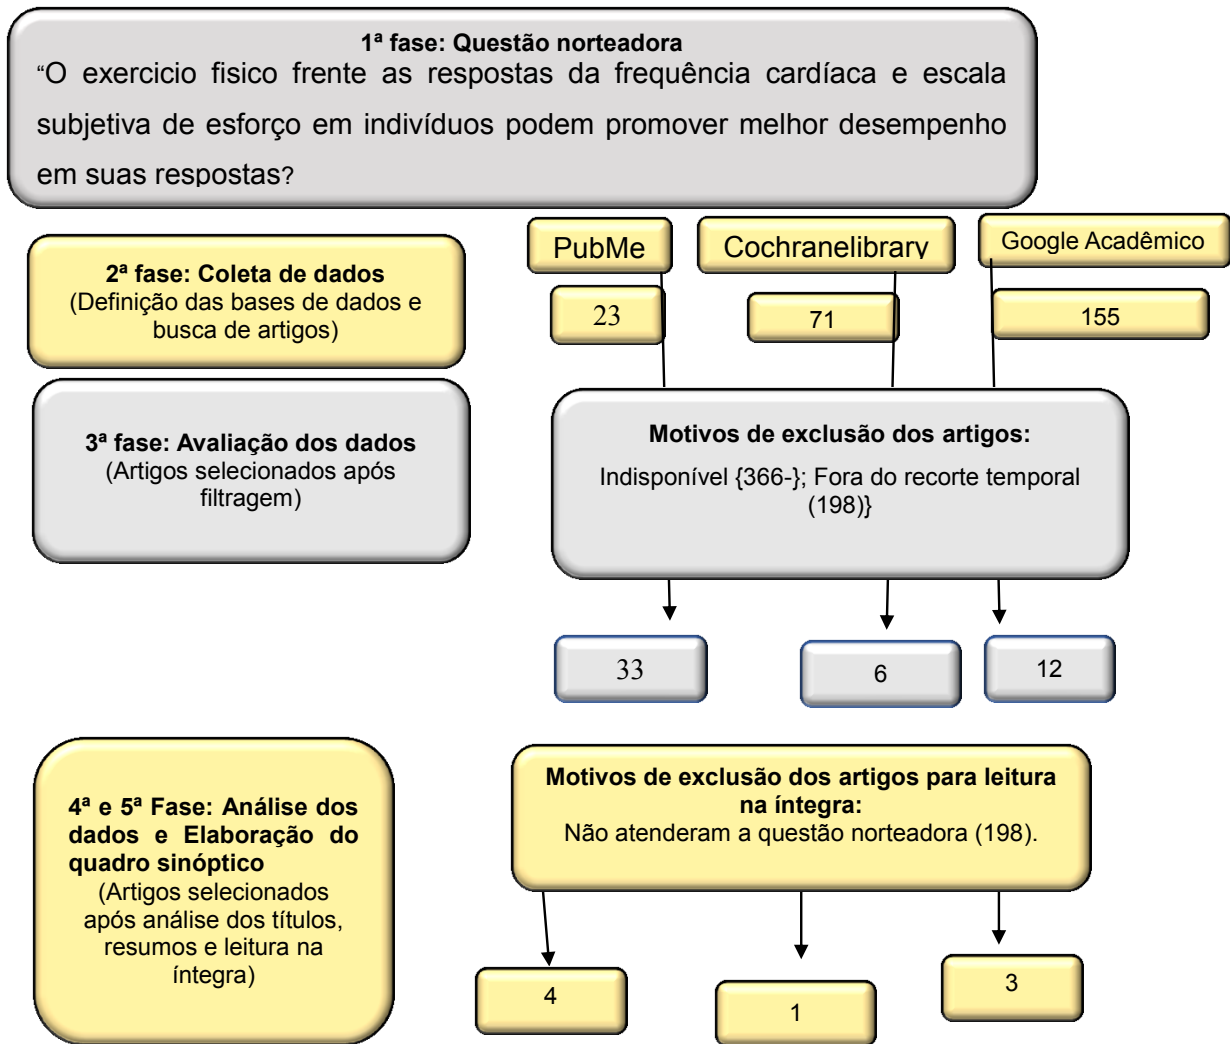 1ª fase: Questão norteadora
“O exercicio fisico frente as respostas da frequência cardíaca e escala
subjetiva de esforço em indivíduos podem promover melhor desempenho
em suas respostas?
PubMe
Cochranelibrary
Google Acadêmico
2ª fase: Coleta de dados
(Definição das bases de dados e
busca de artigos)
23
71
155
3ª fase: Avaliação dos dados
(Artigos selecionados após
filtragem)
Motivos de exclusão dos artigos:
Indisponível {366-}; Fora do recorte temporal
(198)}
33
6
12
4ª e 5ª Fase: Análise dos
dados e Elaboração do
quadro sinóptico
(Artigos selecionados
após análise dos títulos,
resumos e leitura na
íntegra)
Motivos de exclusão dos artigos para leitura
na íntegra:
Não atenderam a questão norteadora (198).
4
1
3